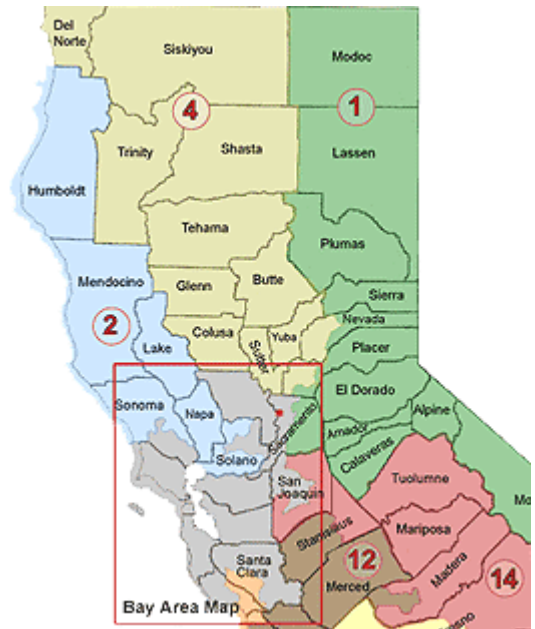 Del
Norte
Siskiyou
Modoc
4
1
Trinity
Shasta
Lassen
Humboldt
Tehama
Plumas
Mendocino
Glenn
Butte
Sierra
Nevada
2
Lake
Colusa
Sutter
Yuba
Placer
Sonoma
Napa
El Dorado
Sacramento
Alpine
Amador
Solano
Calaveras
San
Joaquin
Tuolumne
Mo
Stanislaus
Mariposa
Santa
Clara
12
Merced
Madera
14
Bay Area Map
resno